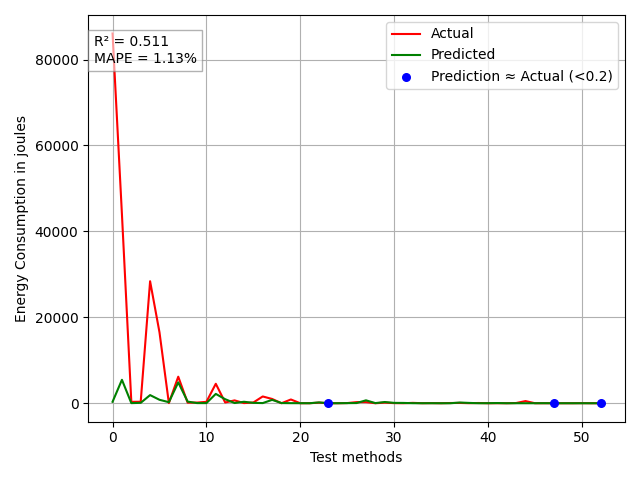 R² = 0.511
MAPE = 1.13%
Actual
Predicted
Prediction ≈ Actual (<0.2)
80000
60000
40000
20000
0
Energy Consumption in joules
0 10 20 30 40 50
Test methods